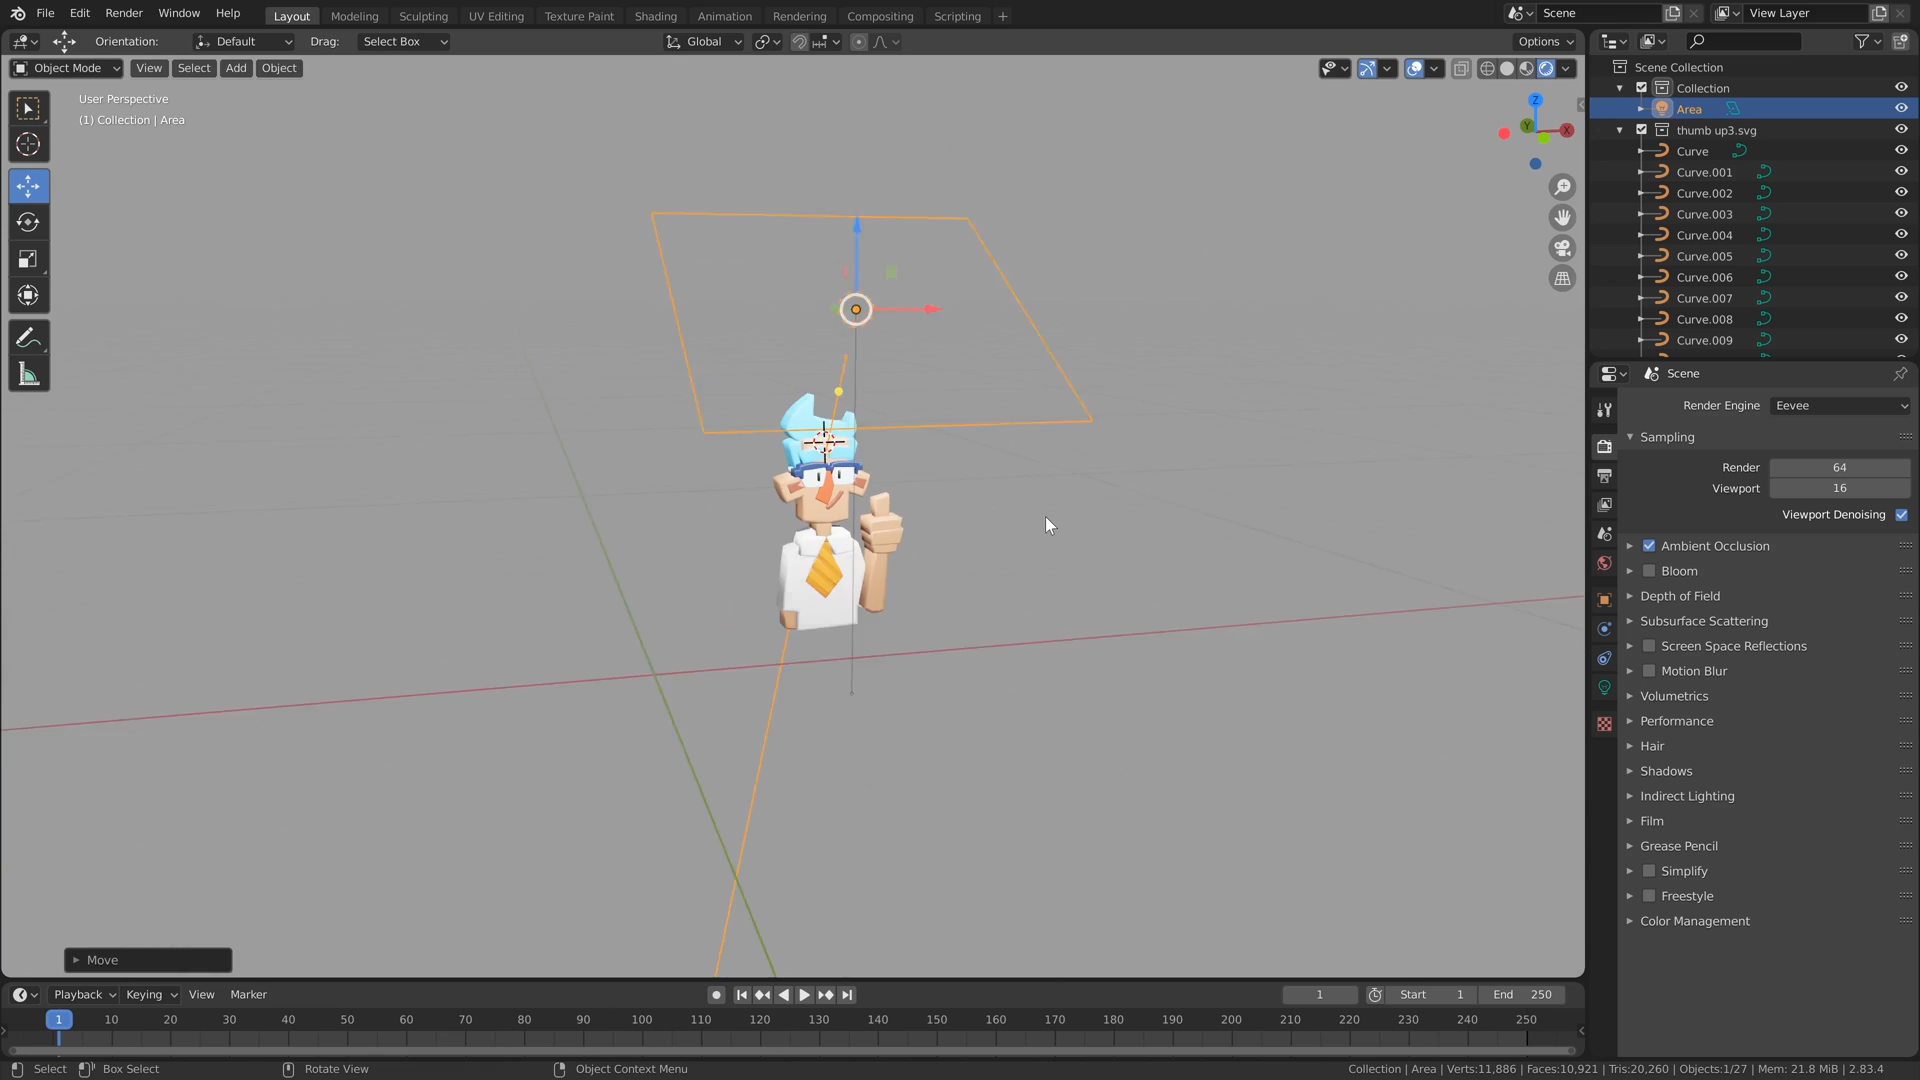 File Edit Render Window Help Layout Modeling Sculpting UV Editing Texture Paint Shading Animation Rendering Compositing Scripting + Scene View Layer
Orientation: Default Drag: Select Box Global Options
Object Mode View Select Add Object
User Perspective
(1) Collection | Area
Z
Y
X
Scene Collection
Collection
Area
thumb up3.svg
Curve
Curve.001
Curve.002
Curve.003
Curve.004
Curve.005
Curve.006
Curve.007
Curve.008
Curve.009
Scene
Render Engine Eevee
Sampling
Render 64
Viewport 16
Viewport Denoising
Ambient Occlusion
Bloom
Depth of Field
Subsurface Scattering
Screen Space Reflections
Motion Blur
Volumetrics
Performance
Hair
Shadows
Indirect Lighting
Film
Grease Pencil
Simplify
Freestyle
Color Management
Move
Playback Keying View Marker 1 Start 1 End 250
1 10 20 30 40 50 60 70 80 90 100 110 120 130 140 150 160 170 180 190 200 210 220 230 240 250
Select Box Select Rotate View Object Context Menu Collection | Area | Verts:11,886 | Faces:10,921 | Tris:20,260 | Objects:1/27 | Mem: 21.8 MiB | 2.83.4